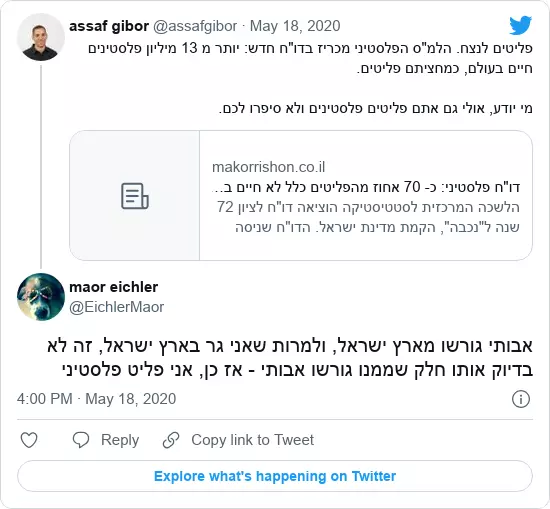 assaf gibor @assafgibor · May 18, 2020
פליטים לנצח. הלמ"ס הפלסטיני מכריז בדו"ח חדש: יותר מ 13 מיליון פלסטינים
חיים בעולם, כמחציתם פליטים.
מי יודע, אולי גם אתם פליטים פלסטינים ולא סיפרו לכם.
makorrishon.co.il
דו"ח פלסטיני: כ- 70 אחוז מהפליטים כלל לא חיים ב...
הלשכה המרכזית לסטטיסטיקה הוציאה דו"ח לציון 72
שנה ל"נכבה", הקמת מדינת ישראל. הדו"ח שניסה
maor eichler
@EichlerMaor
אבותי גורשו מארץ ישראל, ולמרות שאני גר בארץ ישראל, זה לא
בדיוק אותו חלק שממנו גורשו אבותי - אז כן, אני פליט פלסטיני
4:00 PM · May 18, 2020
Reply
Copy link to Tweet
Explore what's happening on Twitter